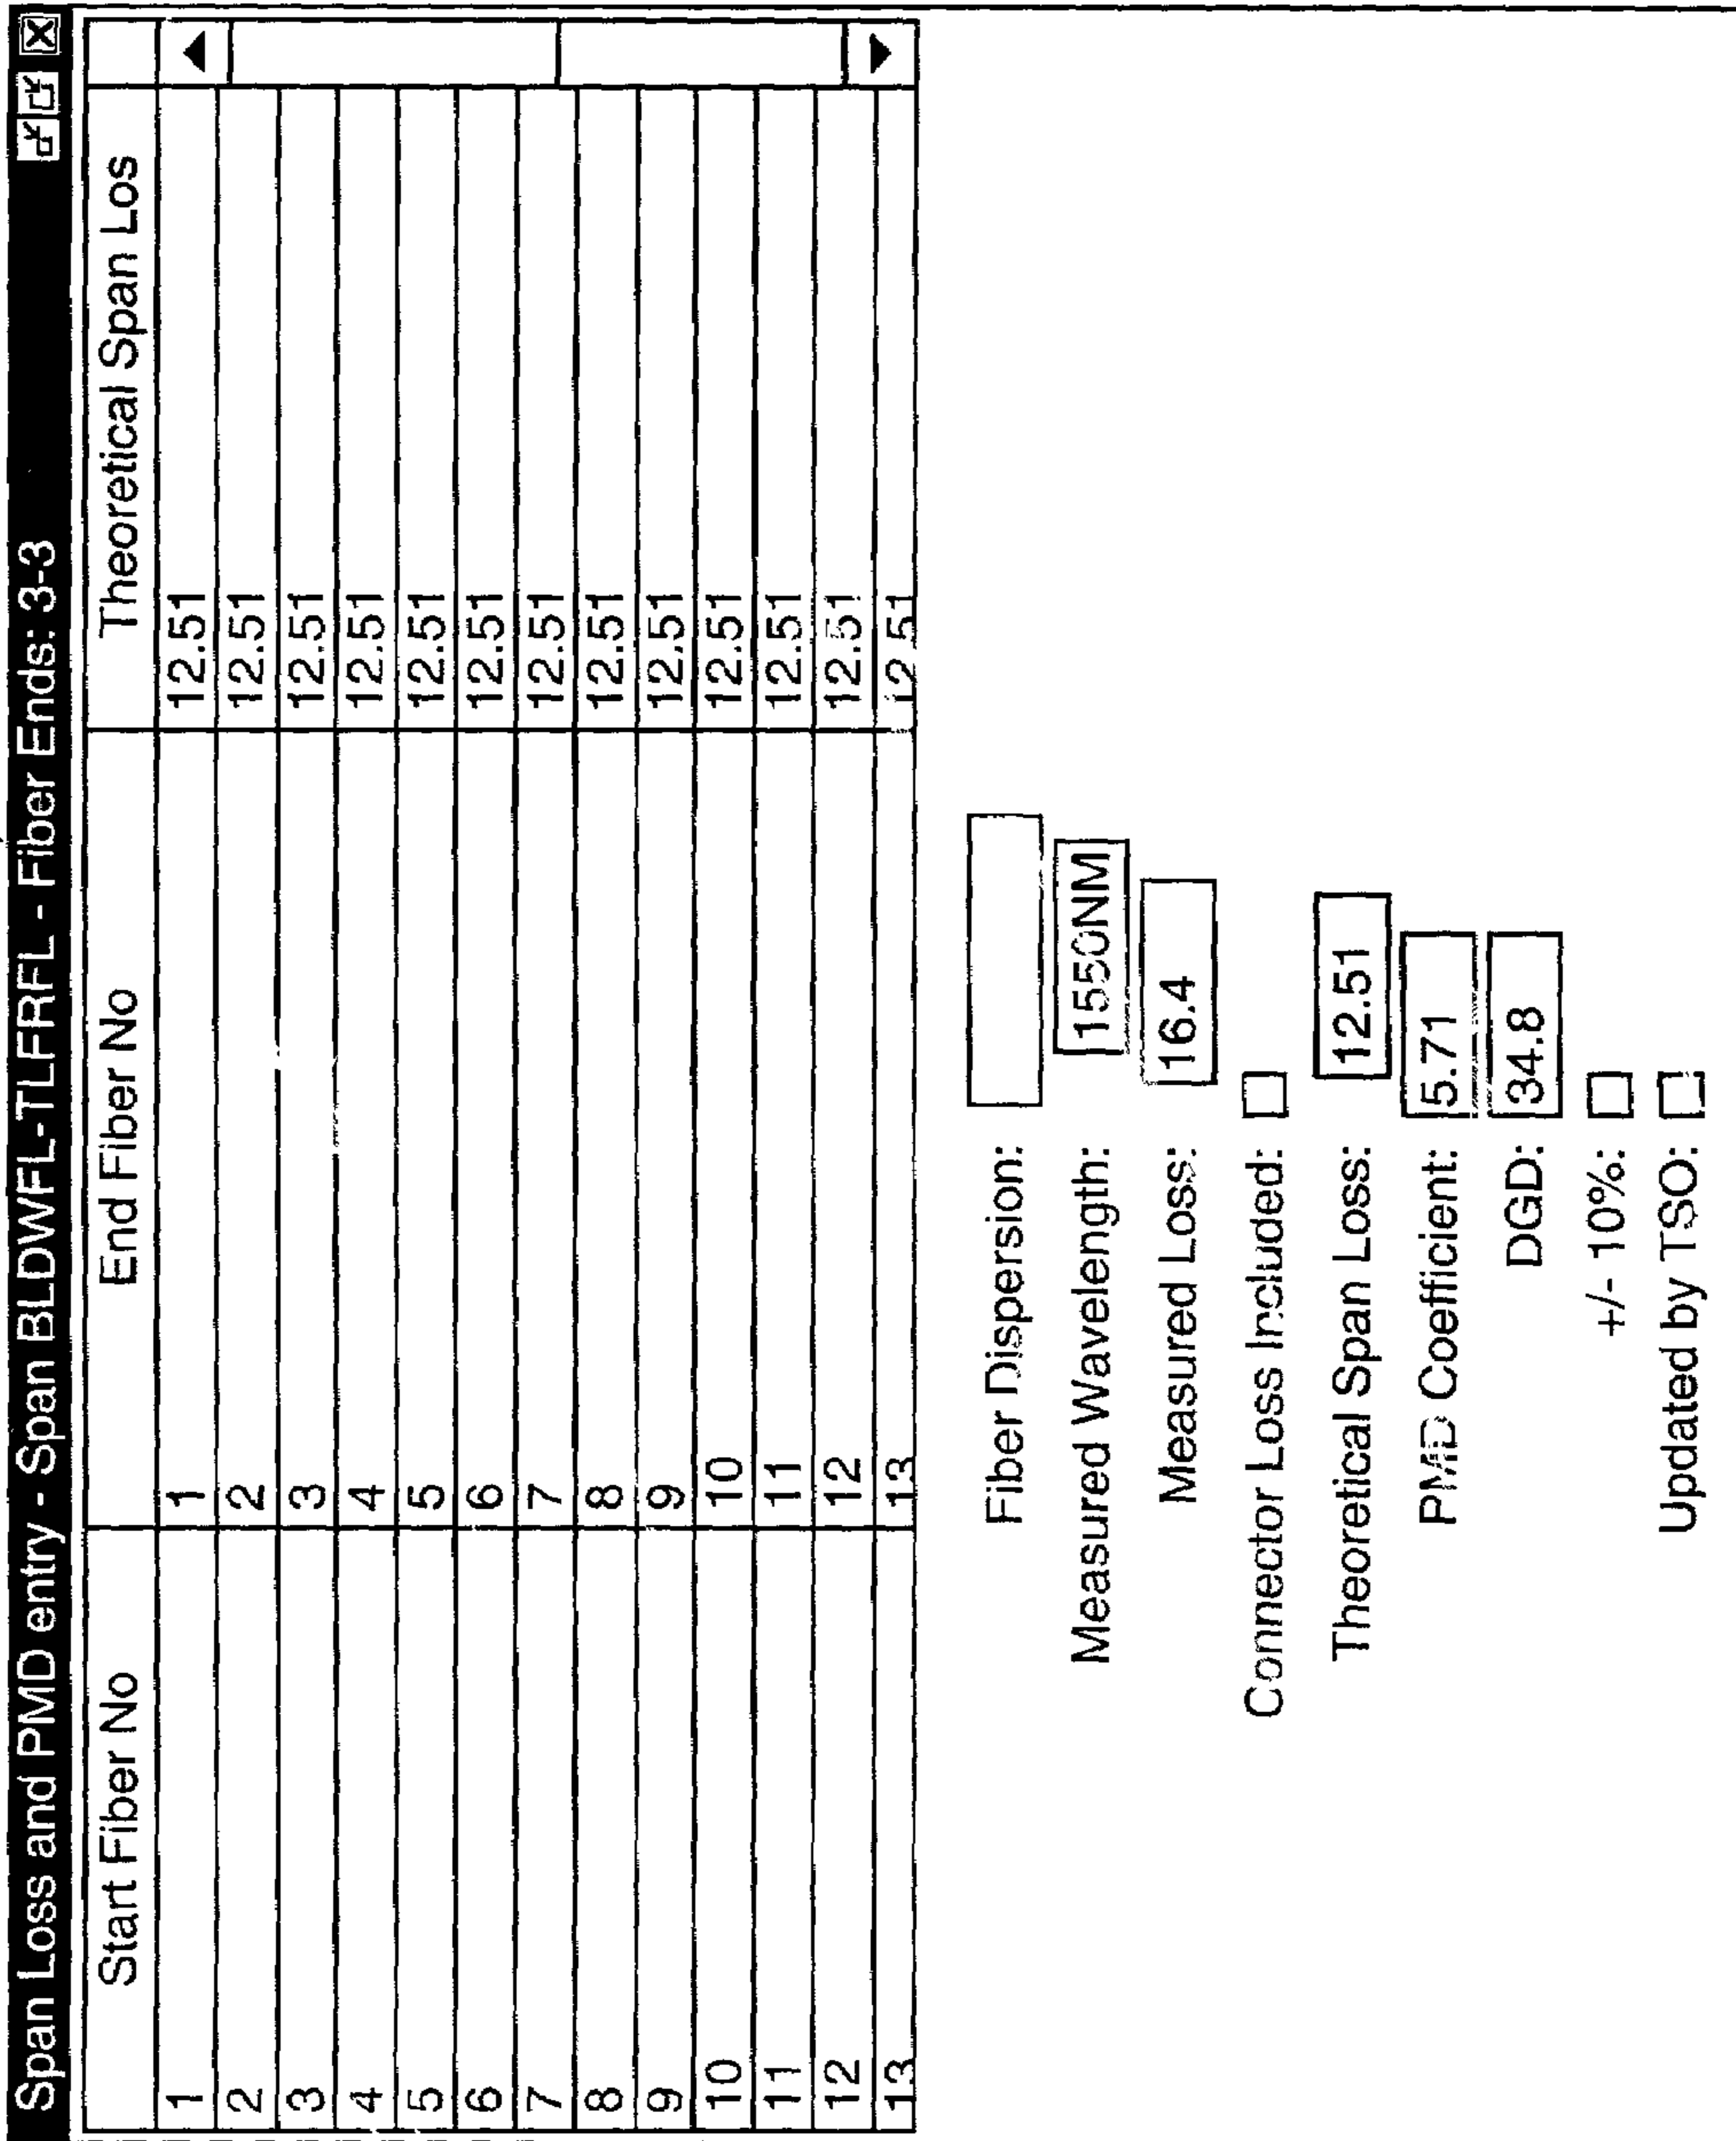 Span Loss and PMD entry - Span BLDWFL-TLFRFL - Fiber Ends: 3-3
Start Fiber No End Fiber No Theoretical Span Los
1 1 12.51
2 2 12.51
3 3 12.51
4 4 12.51
5 5 12.51
6 6 12.51
7 7 12.51
8 8 12.51
9 9 12.51
10 10 12.51
11 11 12.51
12 12 12.51
13 13 12.51
Fiber Dispersion:
Measured Wavelength: 1550NM
Measured Loss: 16.4
Connector Loss Included:
Theoretical Span Loss: 12.51
PMD Coefficient: 5.71
DGD: 34.8
+/- 10%:
Updated by TSO: